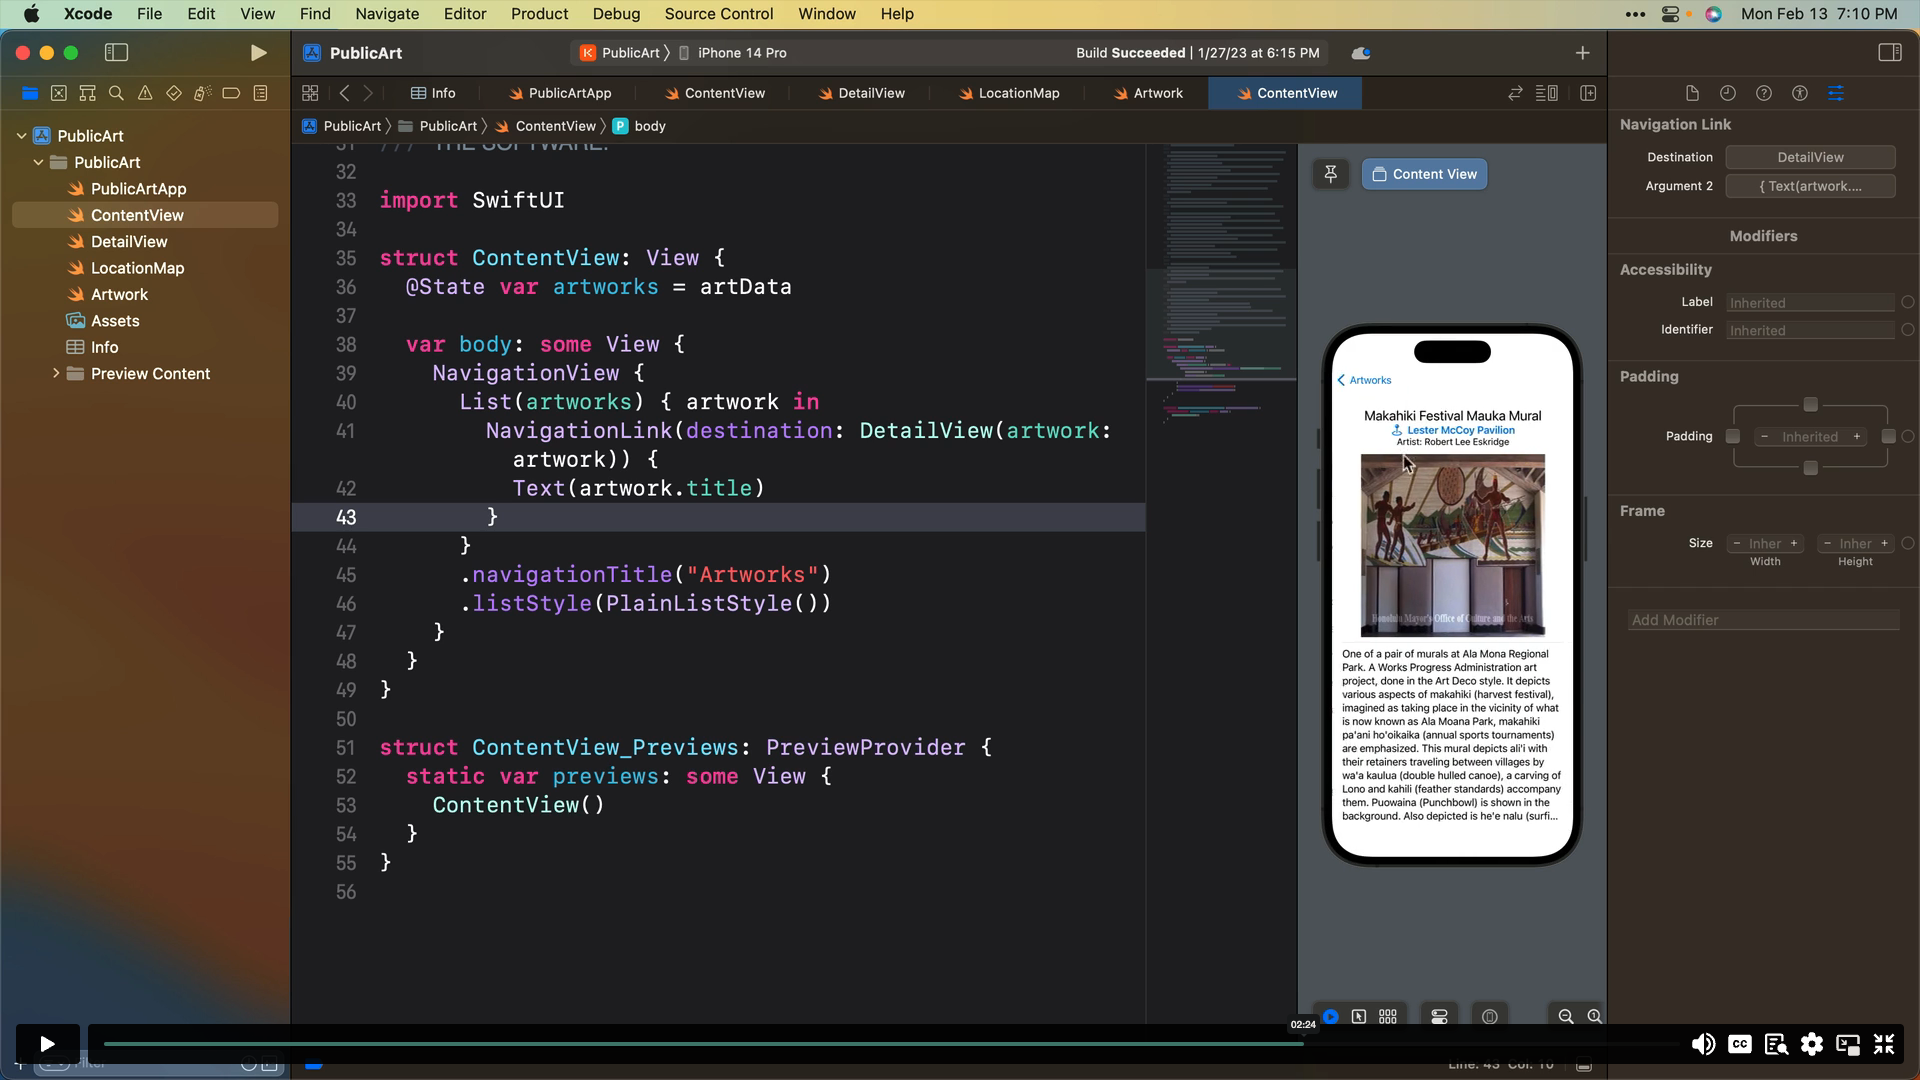 Xcode File Edit View Find Navigate Editor Product Debug Source Control Window Help
Mon Feb 13 7:10 PM
PublicArt
PublicArt 〉 iPhone 14 Pro
Build Succeeded | 1/27/23 at 6:15 PM
Info PublicArtApp ContentView DetailView LocationMap Artwork ContentView
PublicArt 〉 PublicArt 〉 ContentView 〉 P body
PublicArt
PublicArt
PublicArtApp
ContentView
DetailView
LocationMap
Artwork
Assets
Info
Preview Content
Filter
31 /// THE SOFTWARE.
32
33 import SwiftUI
34
35 struct ContentView: View {
36 @State var artworks = artData
37
38 var body: some View {
39 NavigationView {
40 List(artworks) { artwork in
41 NavigationLink(destination: DetailView(artwork:
artwork)) {
42 Text(artwork.title)
43 }
44 }
45 .navigationTitle("Artworks")
46 .listStyle(PlainListStyle())
47 }
48 }
49 }
50
51 struct ContentView_Previews: PreviewProvider {
52 static var previews: some View {
53 ContentView()
54 }
55 }
56
Content View
Artworks
Makahiki Festival Mauka Mural
Lester McCoy Pavilion
Artist: Robert Lee Eskridge
Honolulu Mayor's Office of Culture and the Arts
One of a pair of murals at Ala Mona Regional
Park. A Works Progress Administration art
project, done in the Art Deco style. It depicts
various aspects of makahiki (harvest festival),
imagined as taking place in the vicinity of what
is now known as Ala Moana Park, makahiki
pa'ani ho'oikaika (annual sports tournaments)
are emphasized. This mural depicts ali'i with
their retainers traveling between villages by
wa'a kaulua (double hulled canoe), a carving of
Lono and kahili (feather standards) accompany
them. Puowaina (Punchbowl) is shown in the
background. Also depicted is he'e nalu (surfi...
Navigation Link
Destination DetailView
Argument 2 { Text(artwork....
Modifiers
Accessibility
Label Inherited
Identifier Inherited
Padding
Padding − Inherited +
Frame
Size − Inher + − Inher +
Width Height
Add Modifier
02:24
CC
Line: 43 Col: 10